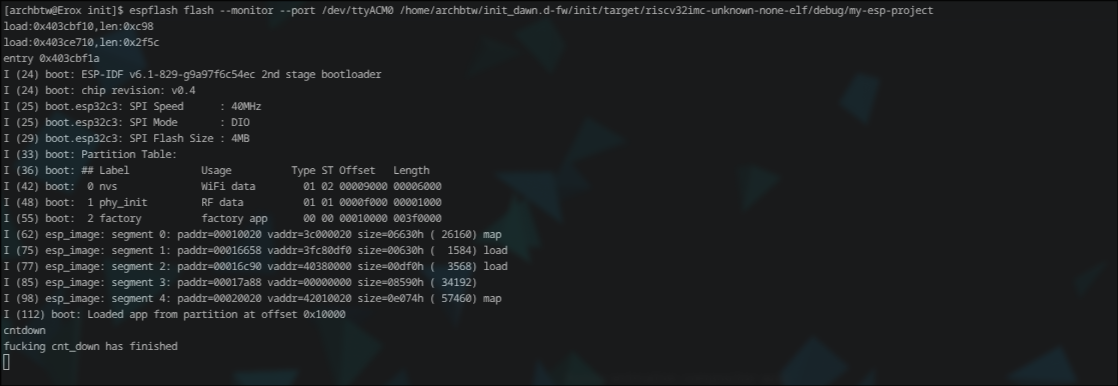 [archbtw@Erox init]$ espflash flash --monitor --port /dev/ttyACM0 /home/archbtw/init_dawn.d-fw/init/target/riscv32imc-unknown-none-elf/debug/my-esp-project
load:0x403cbf10,len:0xc98
load:0x403ce710,len:0x2f5c
entry 0x403cbf1a
I (24) boot: ESP-IDF v6.1-829-g9a97f6c54ec 2nd stage bootloader
I (24) boot: chip revision: v0.4
I (25) boot.esp32c3: SPI Speed      : 40MHz
I (25) boot.esp32c3: SPI Mode       : DIO
I (29) boot.esp32c3: SPI Flash Size : 4MB
I (33) boot: Partition Table:
I (36) boot: ## Label            Usage          Type ST Offset   Length
I (42) boot:  0 nvs              WiFi data        01 02 00009000 00006000
I (48) boot:  1 phy_init         RF data          01 01 0000f000 00001000
I (55) boot:  2 factory          factory app      00 00 00010000 003f0000
I (62) esp_image: segment 0: paddr=00010020 vaddr=3c000020 size=06630h ( 26160) map
I (75) esp_image: segment 1: paddr=00016658 vaddr=3fc80df0 size=00630h (  1584) load
I (77) esp_image: segment 2: paddr=00016c90 vaddr=40380000 size=00df0h (  3568) load
I (85) esp_image: segment 3: paddr=00017a88 vaddr=00000000 size=08590h ( 34192)
I (98) esp_image: segment 4: paddr=00020020 vaddr=42010020 size=0e074h ( 57460) map
I (112) boot: Loaded app from partition at offset 0x10000
cntdown
fucking cnt_down has finished